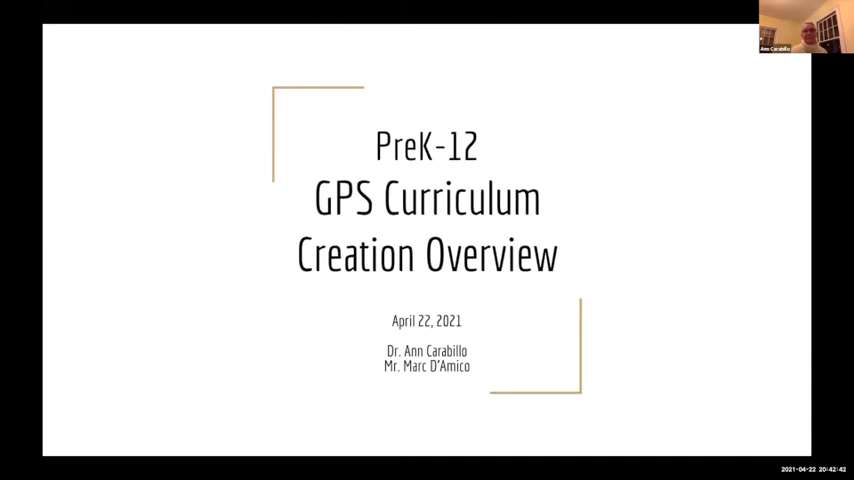 Ann Carabillo
PreK-12
GPS Curriculum
Creation Overview
April 22, 2021
Dr. Ann Carabillo
Mr. Marc D'Amico
2021-04-22 20:42:42